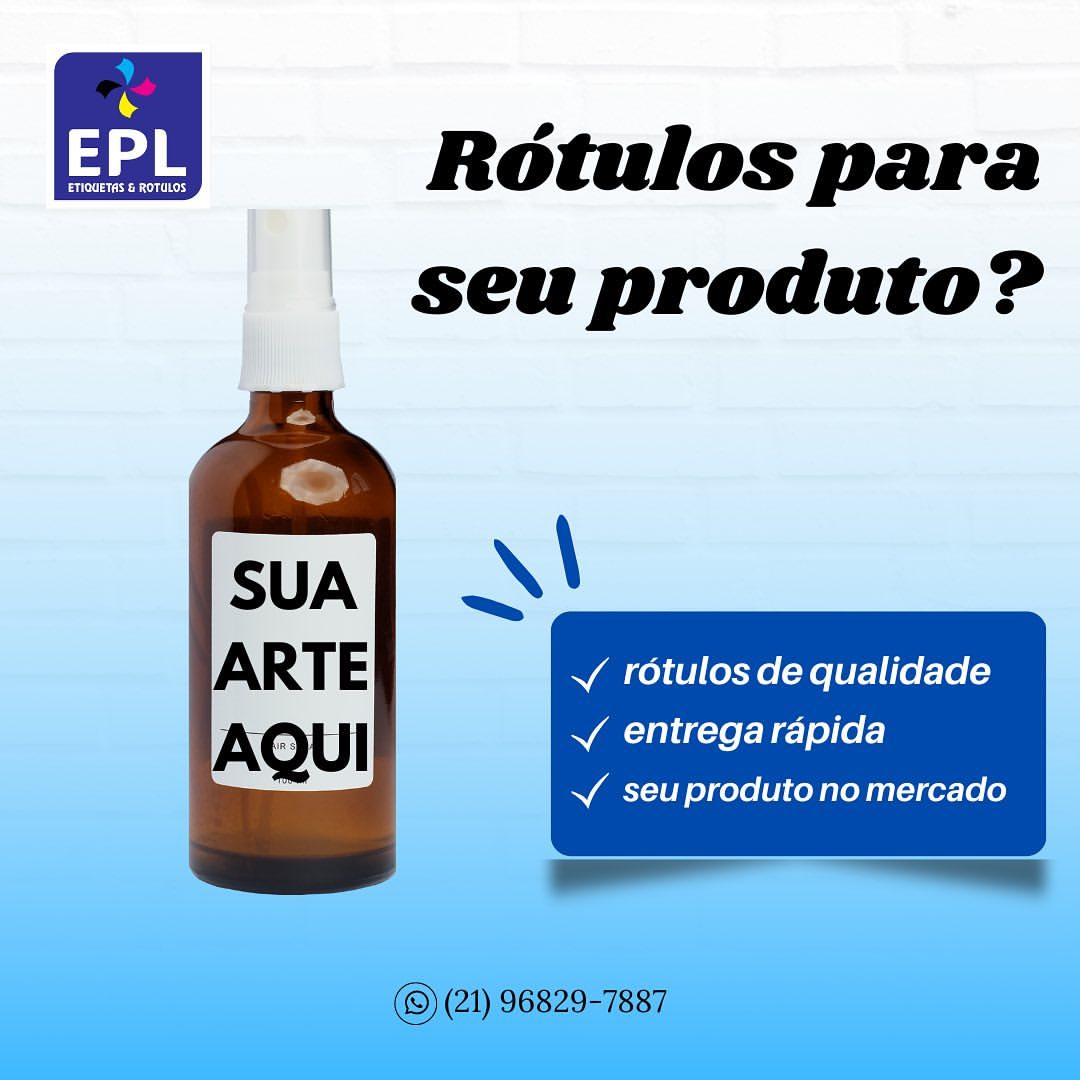 EPL
ETIQUETAS & ROTULOS
Rótulos para
seu produto?
SUA
ARTE
AQUI
rótulos de qualidade
entrega rápida
seu produto no mercado
(21) 96829-7887